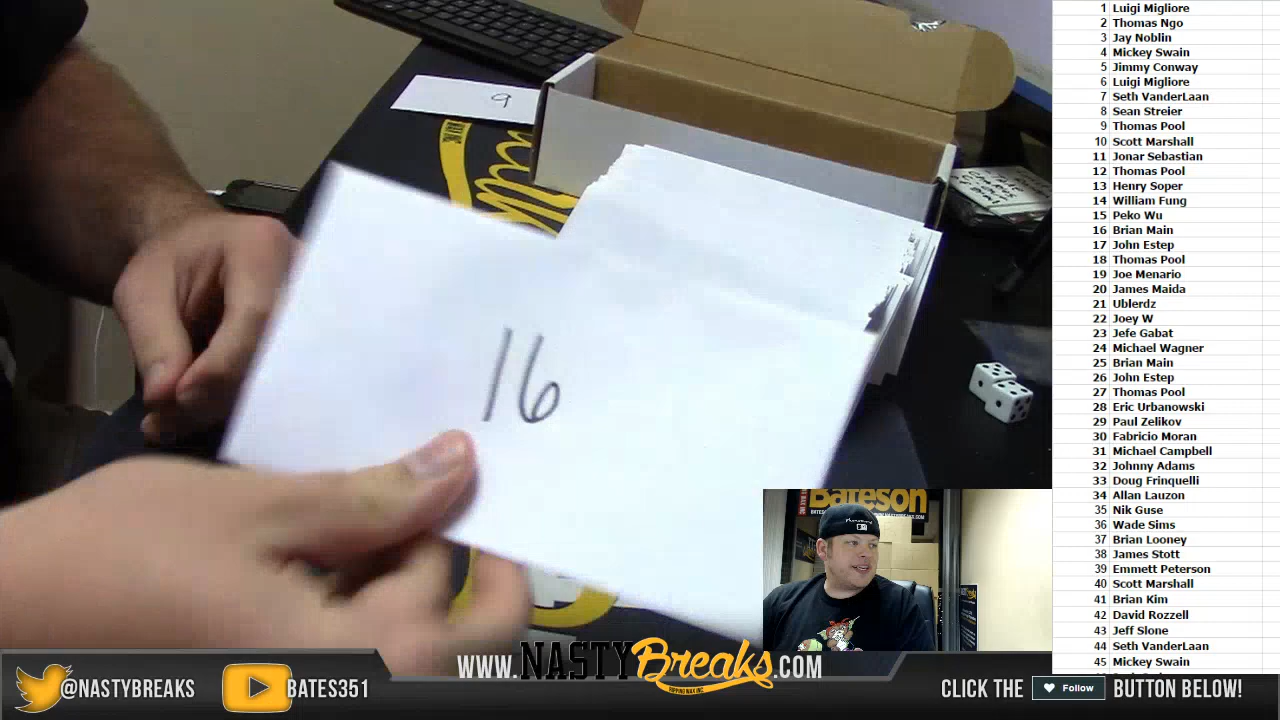 1 Luigi Migliore
2 Thomas Ngo
3 Jay Noblin
4 Mickey Swain
5 Jimmy Conway
6 Luigi Migliore
7 Seth VanderLaan
8 Sean Streier
9 Thomas Pool
10 Scott Marshall
11 Jonar Sebastian
12 Thomas Pool
13 Henry Soper
14 William Fung
15 Peko Wu
16 Brian Main
17 John Estep
18 Thomas Pool
19 Joe Menario
20 James Maida
21 Ublerdz
22 Joey W
23 Jefe Gabat
24 Michael Wagner
25 Brian Main
26 John Estep
27 Thomas Pool
28 Eric Urbanowski
29 Paul Zelikov
30 Fabricio Moran
31 Michael Campbell
32 Johnny Adams
33 Doug Frinquelli
34 Allan Lauzon
35 Nik Guse
36 Wade Sims
37 Brian Looney
38 James Stott
39 Emmett Peterson
40 Scott Marshall
41 Brian Kim
42 David Rozzell
43 Jeff Slone
44 Seth VanderLaan
45 Mickey Swain
9
16
Bateson
WWW.NASTYBreaks.COM
RIPPING WAX INC
@NASTYBREAKS
BATES351
CLICK THE Follow BUTTON BELOW!